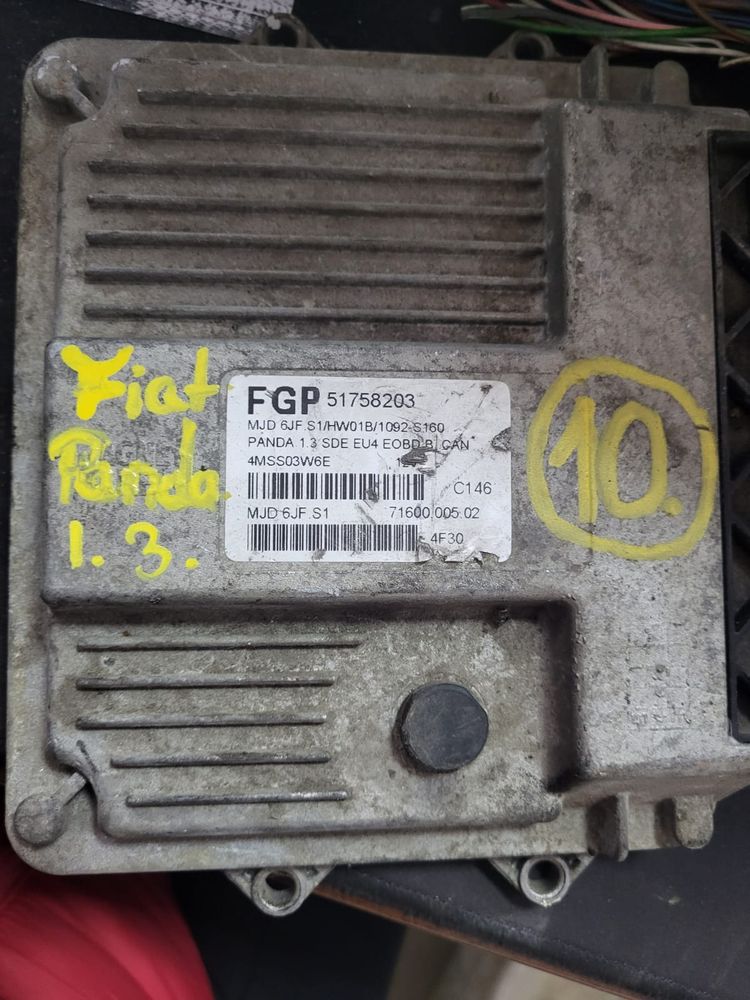 Fiat
Panda
1.3.
FGP 51758203
MJD 6JF.S1/HW01B/1092-S160
PANDA 1.3 SDE EU4 EOBD B. CAN
4MSS03W6E
C146
MJD 6JF.S1 71600.005.02
4F30
10.